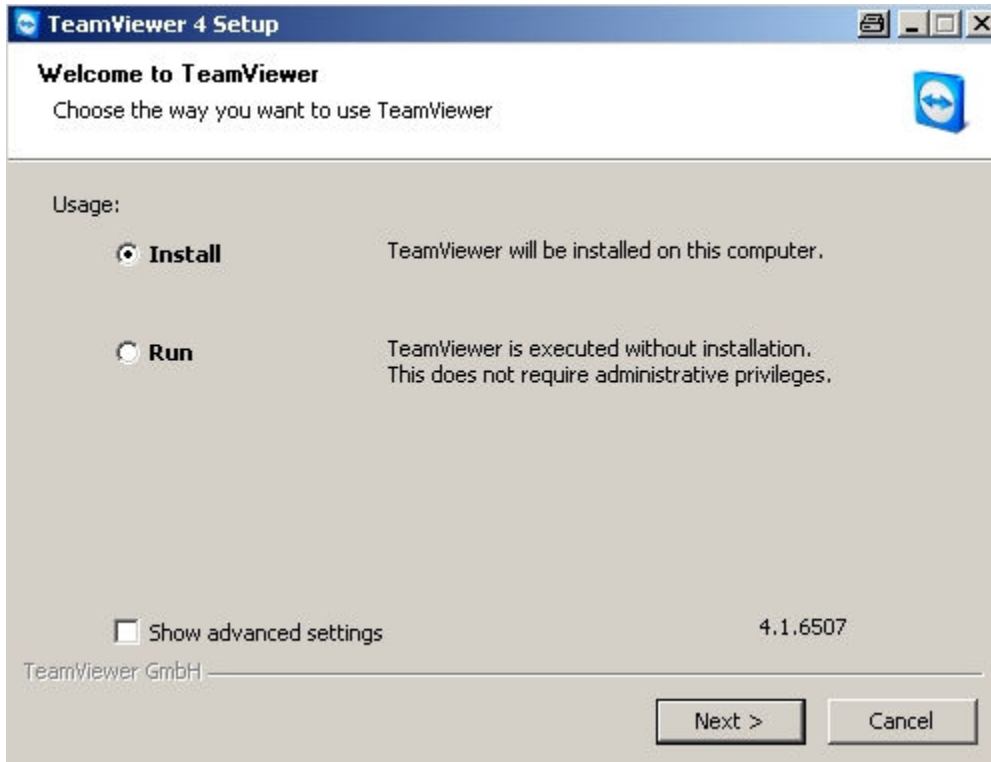 TeamViewer 4 Setup
Welcome to TeamViewer
Choose the way you want to use TeamViewer
Usage:
Install
TeamViewer will be installed on this computer.
Run
TeamViewer is executed without installation.
This does not require administrative privileges.
Show advanced settings
4.1.6507
TeamViewer GmbH
Next >
Cancel